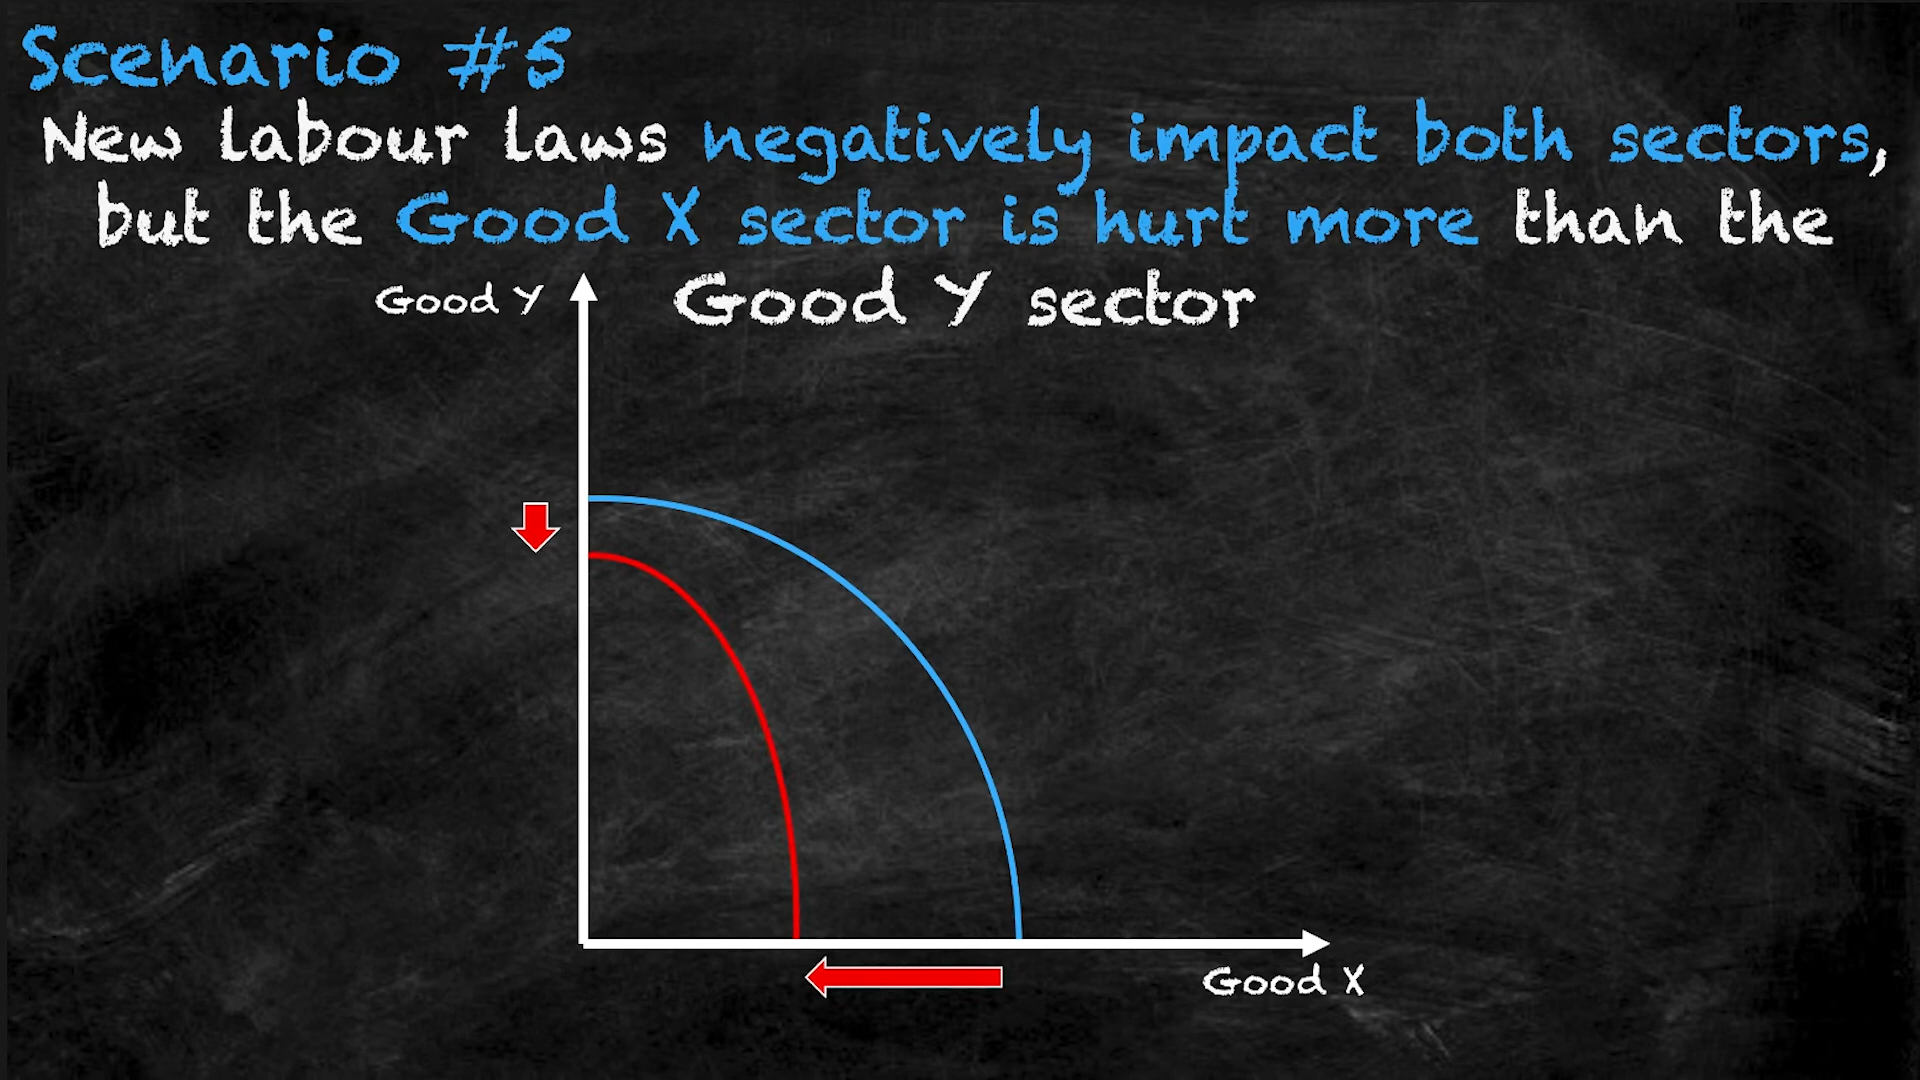 Scenario #5
New labour laws negatively impact both sectors,
but the Good X sector is hurt more than the
Good Y sector
Good Y
Good X